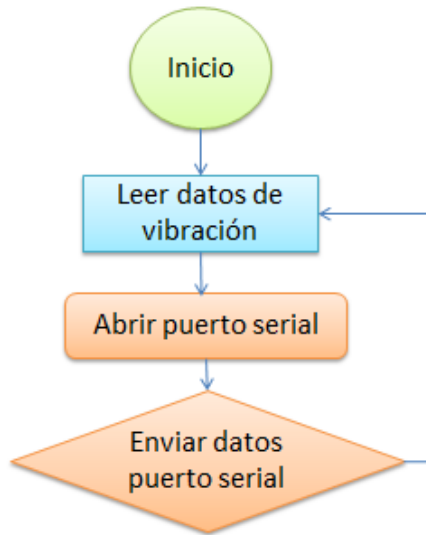 Inicio
Leer datos de
vibración
Abrir puerto serial
Enviar datos
puerto serial